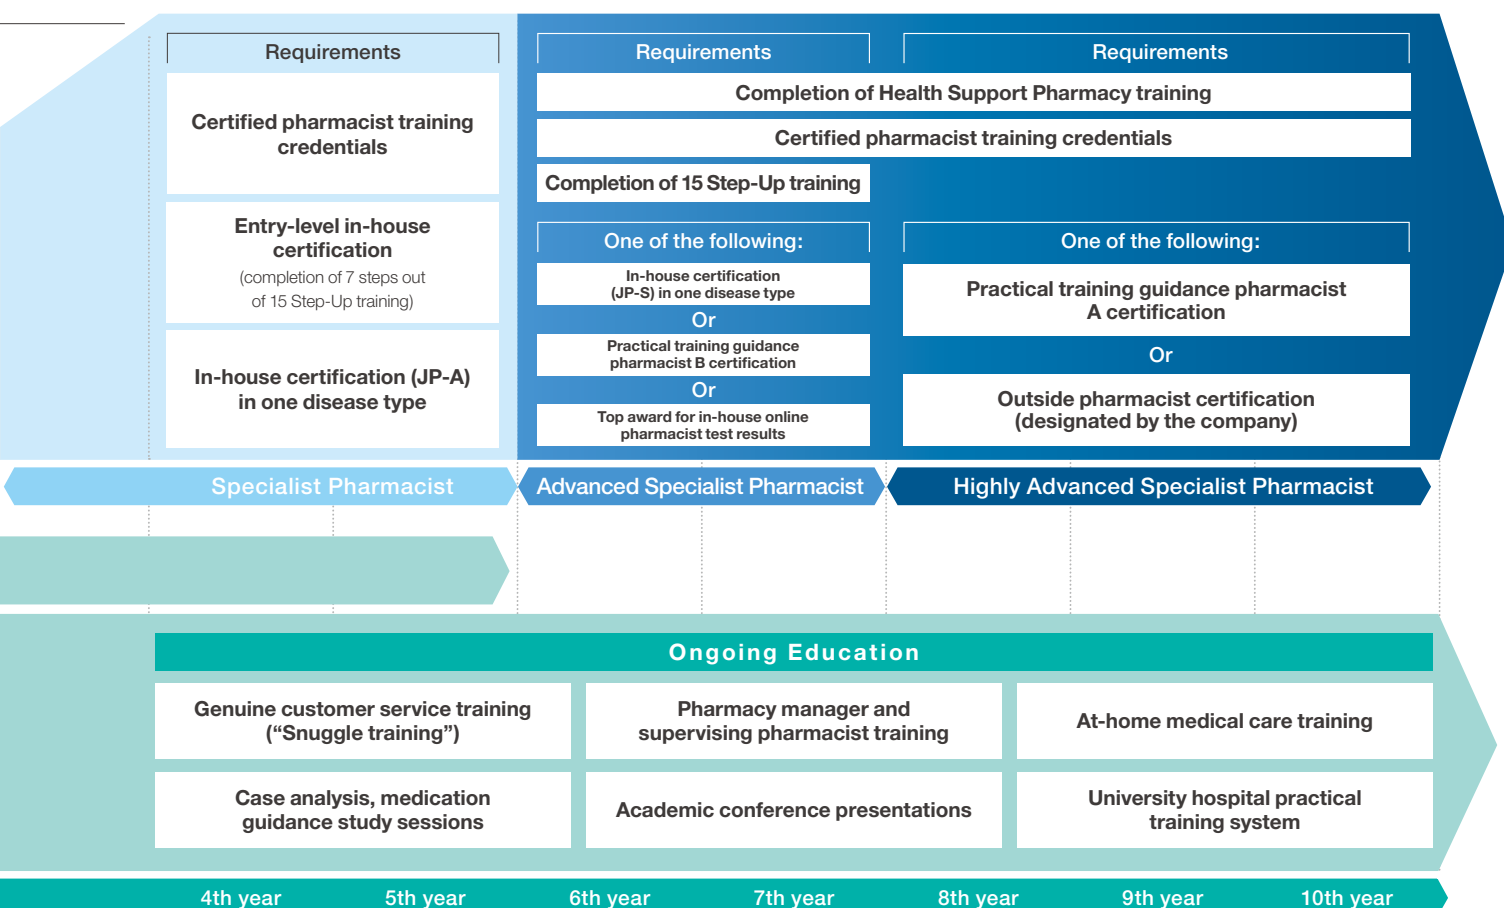 Requirements
Certified pharmacist training
credentials
Entry-level in-house
certification
(completion of 7 steps out
of 15 Step-Up training)
In-house certification (JP-A)
in one disease type
Requirements
Requirements
Completion of Health Support Pharmacy training
Certified pharmacist training credentials
Completion of 15 Step-Up training
One of the following:
In-house certification
(JP-S) in one disease type
Or
Practical training guidance
pharmacist B certification
Or
Top award for in-house online
pharmacist test results
One of the following:
Practical training guidance pharmacist
A certification
Or
Outside pharmacist certification
(designated by the company)
Specialist Pharmacist
Advanced Specialist Pharmacist
Highly Advanced Specialist Pharmacist
Ongoing Education
Genuine customer service training
(“Snuggle training”)
Pharmacy manager and
supervising pharmacist training
At-home medical care training
Case analysis, medication
guidance study sessions
Academic conference presentations
University hospital practical
training system
4th year
5th year
6th year
7th year
8th year
9th year
10th year